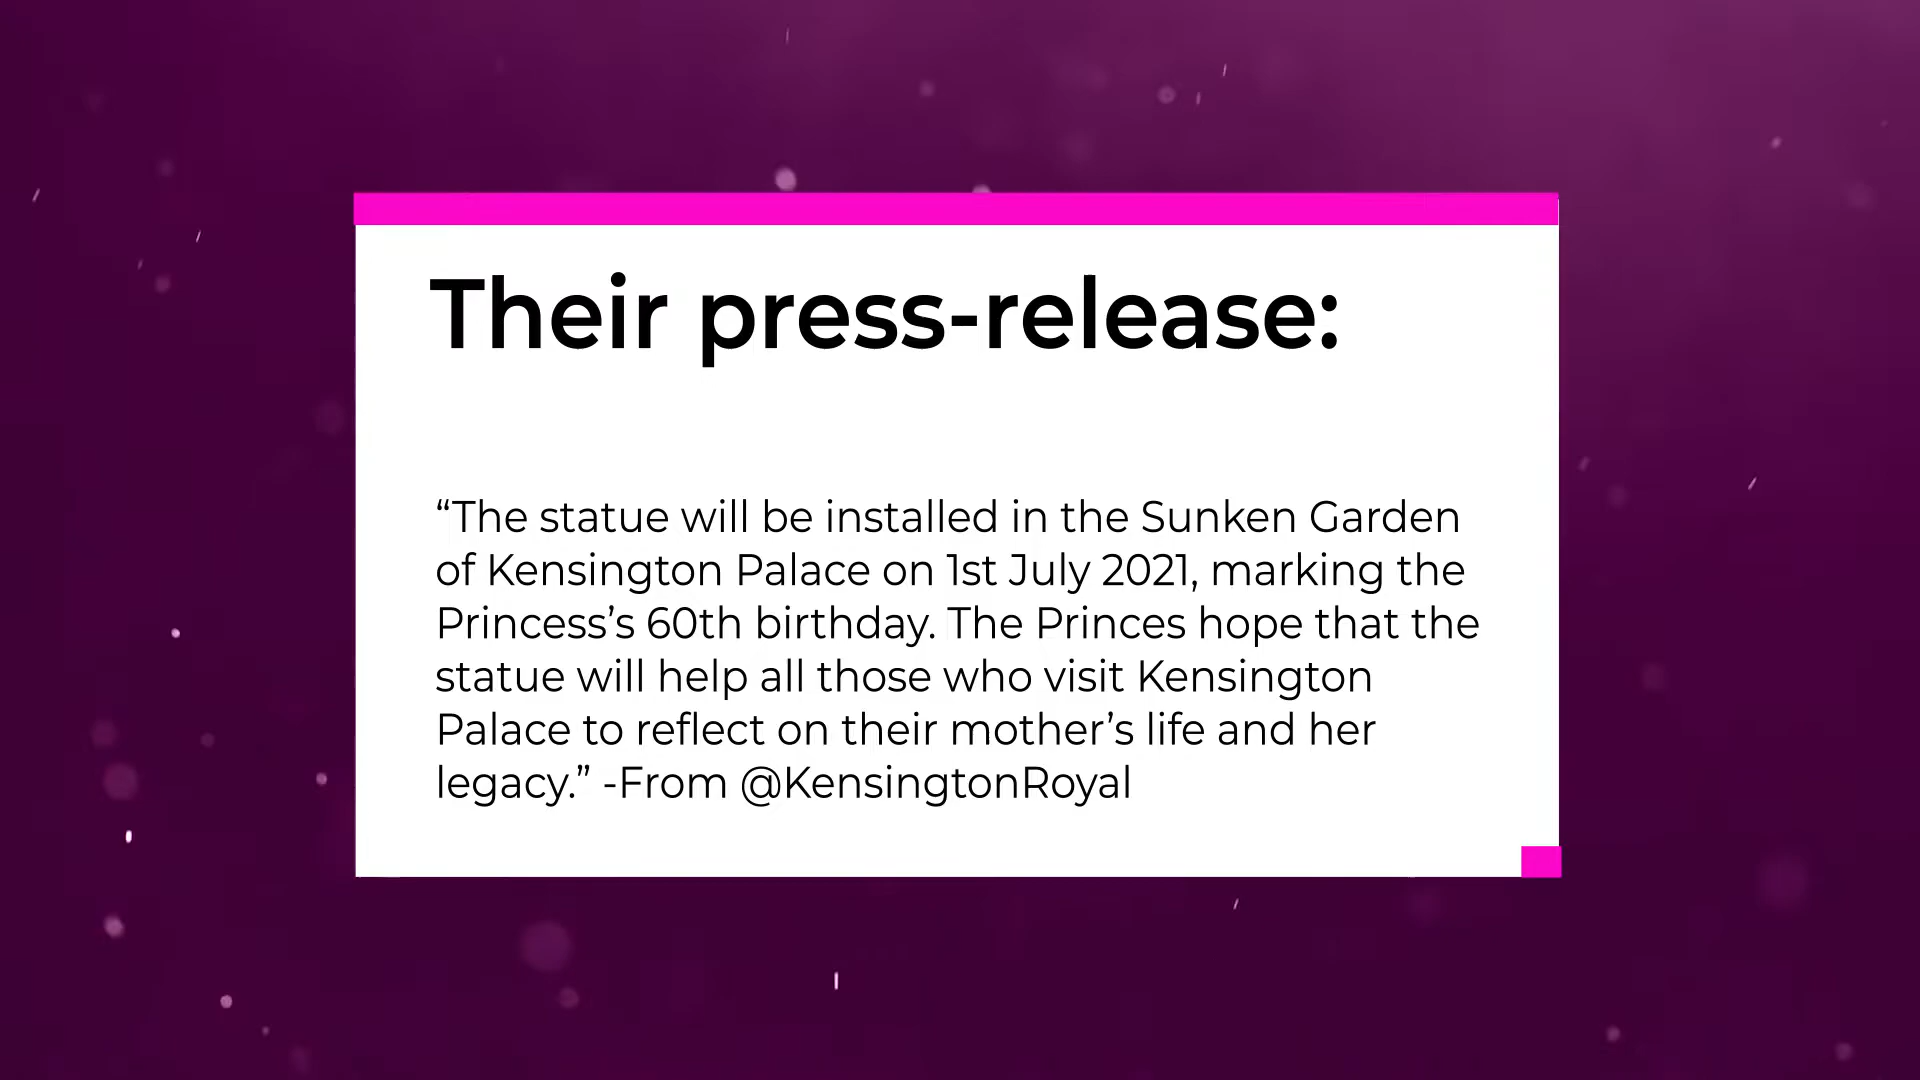 Their press-release:
“The statue will be installed in the Sunken Garden
of Kensington Palace on 1st July 2021, marking the
Princess’s 60th birthday. The Princes hope that the
statue will help all those who visit Kensington
Palace to reflect on their mother’s life and her
legacy.” -From @KensingtonRoyal